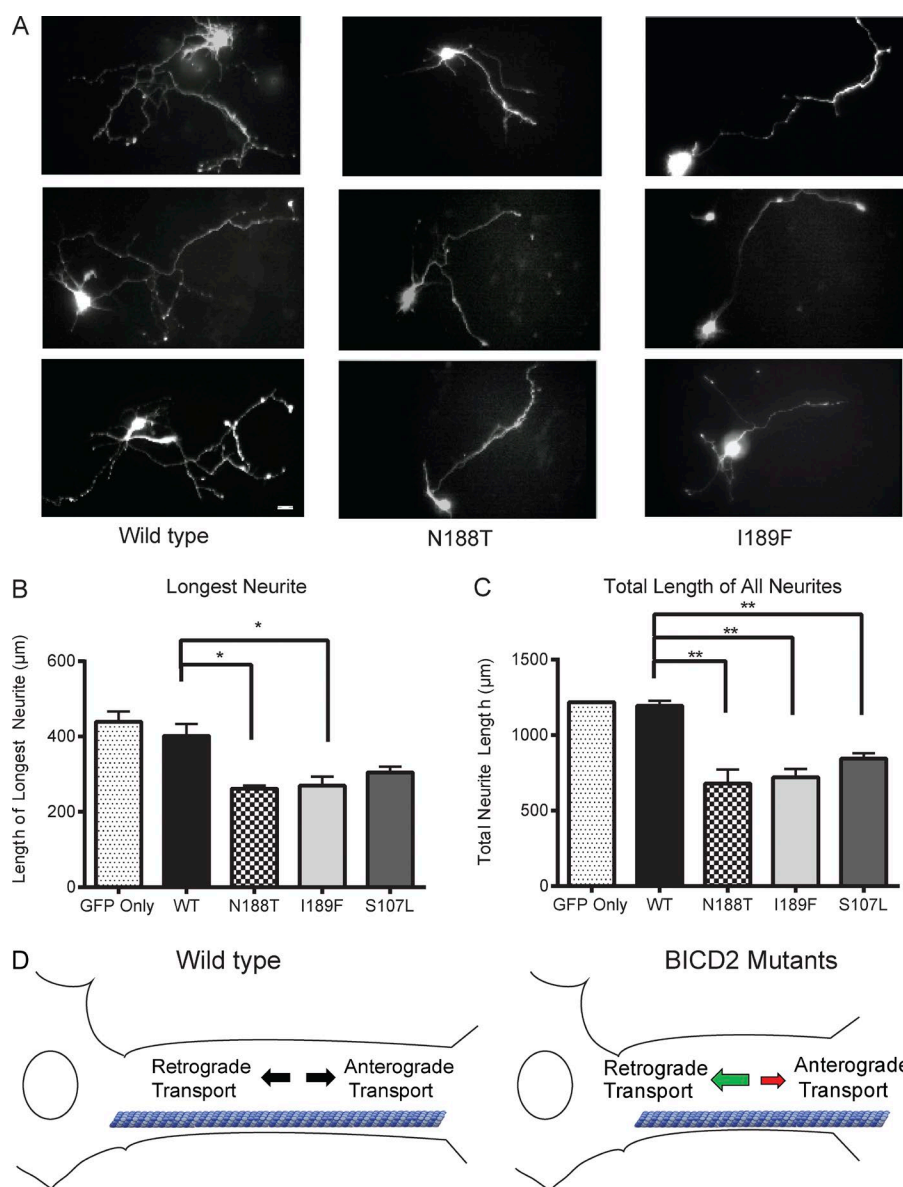 A
Wild type
N188T
I189F
B
Longest Neurite
Length of Longest Neurite (µm)
600
400
200
0
*
*
GFP Only
WT
N188T
I189F
S107L
C
Total Length of All Neurites
Total Neurite Leng h (µm)
1500
1000
500
0
**
**
**
GFP Only
WT
N188T
I189F
S107L
D
Wild type
Retrograde
Transport
Anterograde
Transport
BICD2 Mutants
Retrograde
Transport
Anterograde
Transport